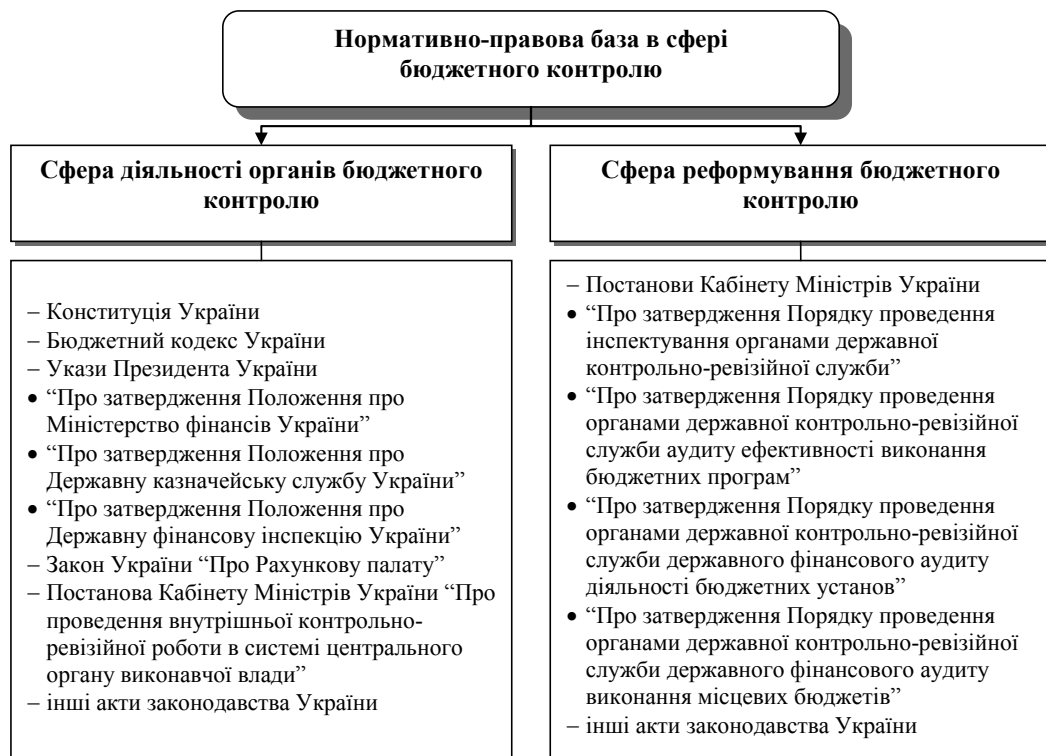 Нормативно-правова база в сфері
бюджетного контролю
Сфера діяльності органів бюджетного
контролю
– Конституція України
– Бюджетний кодекс України
– Укази Президента України
• “Про затвердження Положення про
Міністерство фінансів України”
• “Про затвердження Положення про
Державну казначейську службу України”
• “Про затвердження Положення про
Державну фінансову інспекцію України”
– Закон України “Про Рахункову палату”
– Постанова Кабінету Міністрів України “Про
проведення внутрішньої контрольно-
ревізійної роботи в системі центрального
органу виконавчої влади”
– інші акти законодавства України
Сфера реформування бюджетного
контролю
– Постанови Кабінету Міністрів України
• “Про затвердження Порядку проведення
інспектування органами державної
контрольно-ревізійної служби”
• “Про затвердження Порядку проведення
органами державної контрольно-ревізійної
служби аудиту ефективності виконання
бюджетних програм”
• “Про затвердження Порядку проведення
органами державної контрольно-ревізійної
служби державного фінансового аудиту
діяльності бюджетних установ”
• “Про затвердження Порядку проведення
органами державної контрольно-ревізійної
служби державного фінансового аудиту
виконання місцевих бюджетів”
– інші акти законодавства України